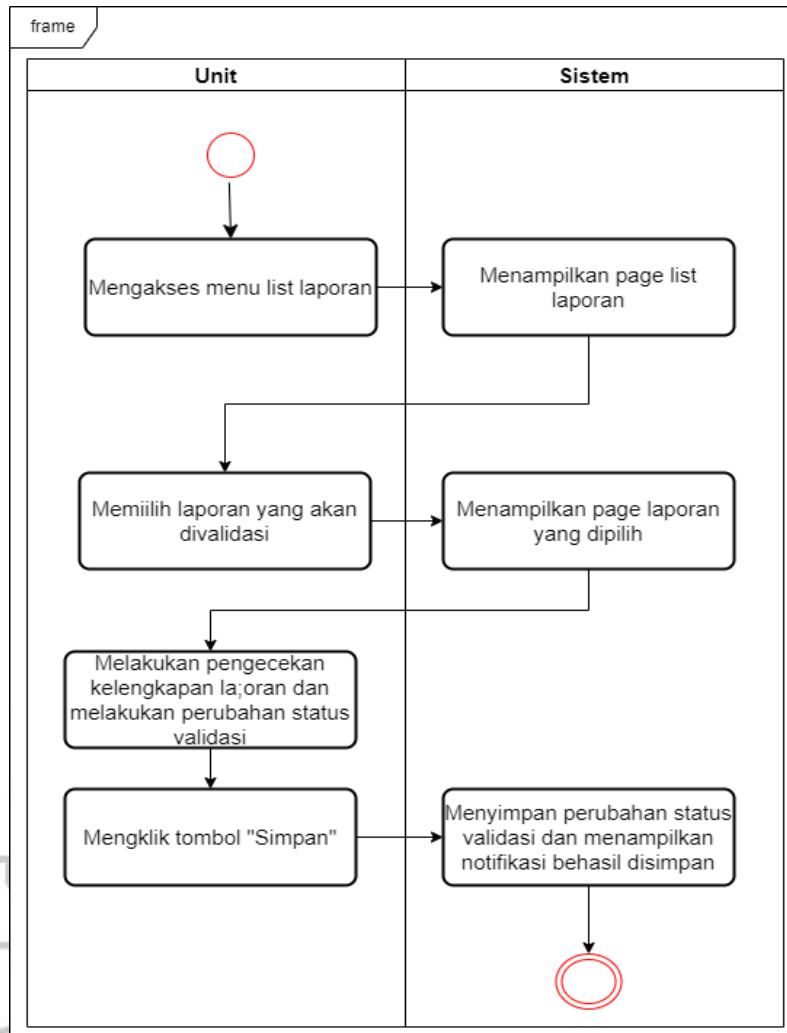 frame
Unit
Sistem
Mengakses menu list laporan
Menampilkan page list
laporan
Memiilih laporan yang akan
divalidasi
Menampilkan page laporan
yang dipilih
Melakukan pengecekan
kelengkapan la;oran dan
melakukan perubahan status
validasi
Mengklik tombol "Simpan"
Menyimpan perubahan status
validasi dan menampilkan
notifikasi behasil disimpan